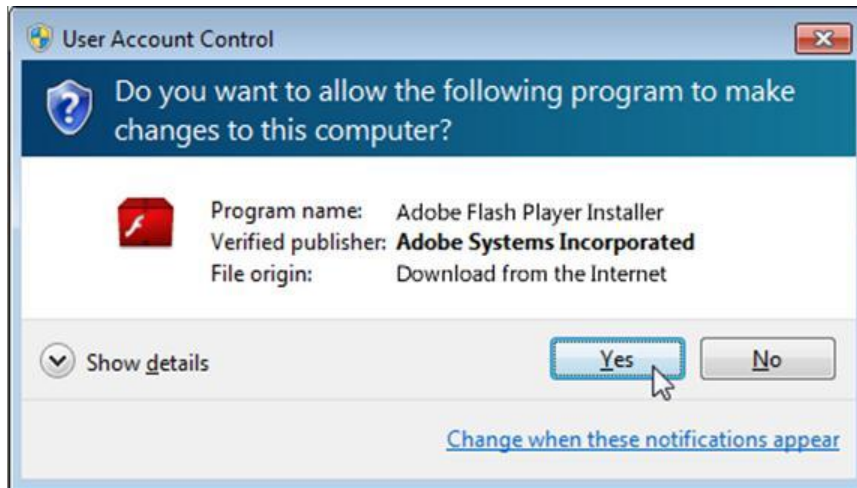 User Account Control
Do you want to allow the following program to make
changes to this computer?
Program name: Adobe Flash Player Installer
Verified publisher: Adobe Systems Incorporated
File origin: Download from the Internet
Show details
Yes
No
Change when these notifications appear